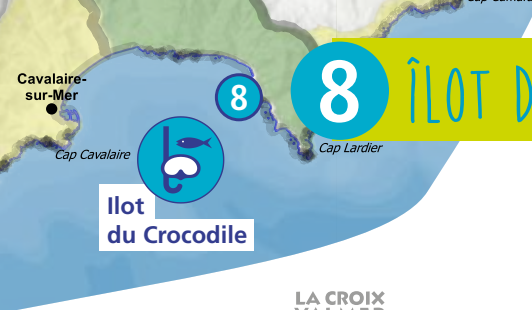 Cavalaire-
sur-Mer
8
8
ÎLOT D
Cap Cavalaire
Cap Lardier
Ilot
du Crocodile
LA CROIX